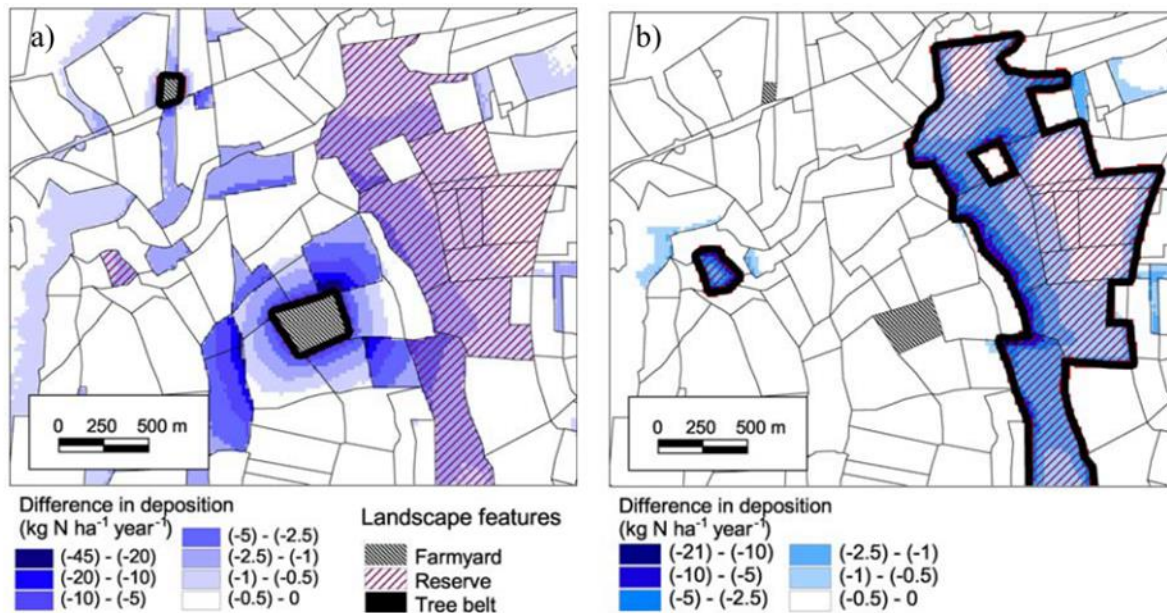 a)
b)
0 250 500 m
0 250 500 m
Difference in deposition
(kg N ha⁻¹ year⁻¹)
(-45) - (-20)
(-20) - (-10)
(-10) - (-5)
(-5) - (-2.5)
(-2.5) - (-1)
(-1) - (-0.5)
(-0.5) - 0
Landscape features
Farmyard
Reserve
Tree belt
Difference in deposition
(kg N ha⁻¹ year⁻¹)
(-21) - (-10)
(-10) - (-5)
(-5) - (-2.5)
(-2.5) - (-1)
(-1) - (-0.5)
(-0.5) - 0